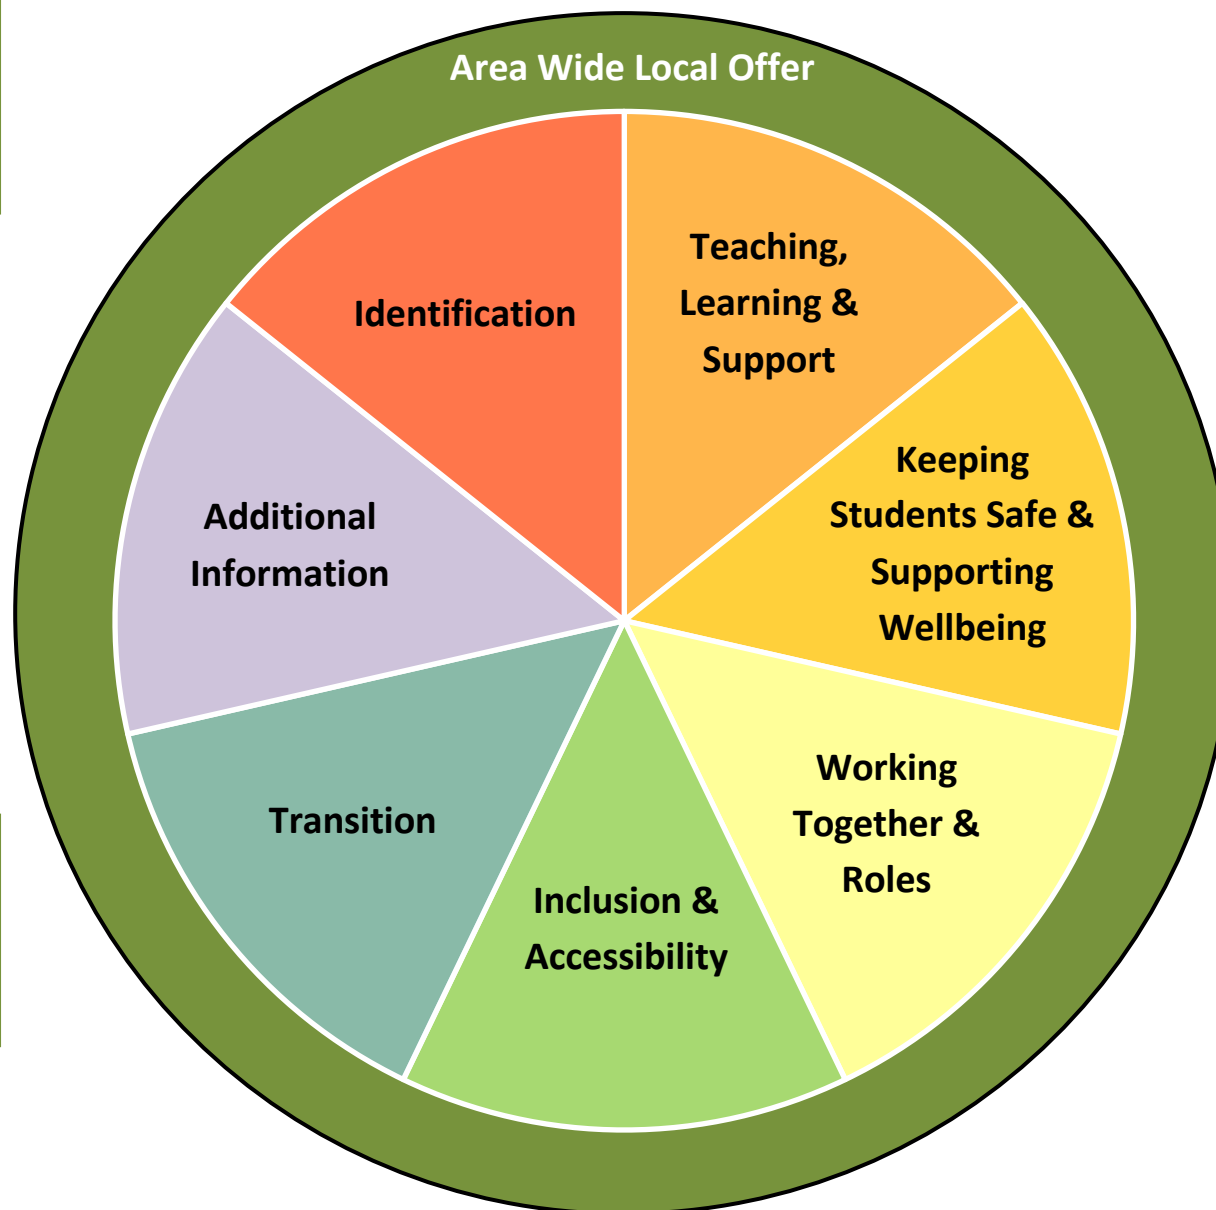 Area Wide Local Offer
Identification
Teaching,
Learning &
Support
Keeping
Students Safe &
Supporting
Wellbeing
Working
Together &
Roles
Inclusion &
Accessibility
Transition
Additional
Information